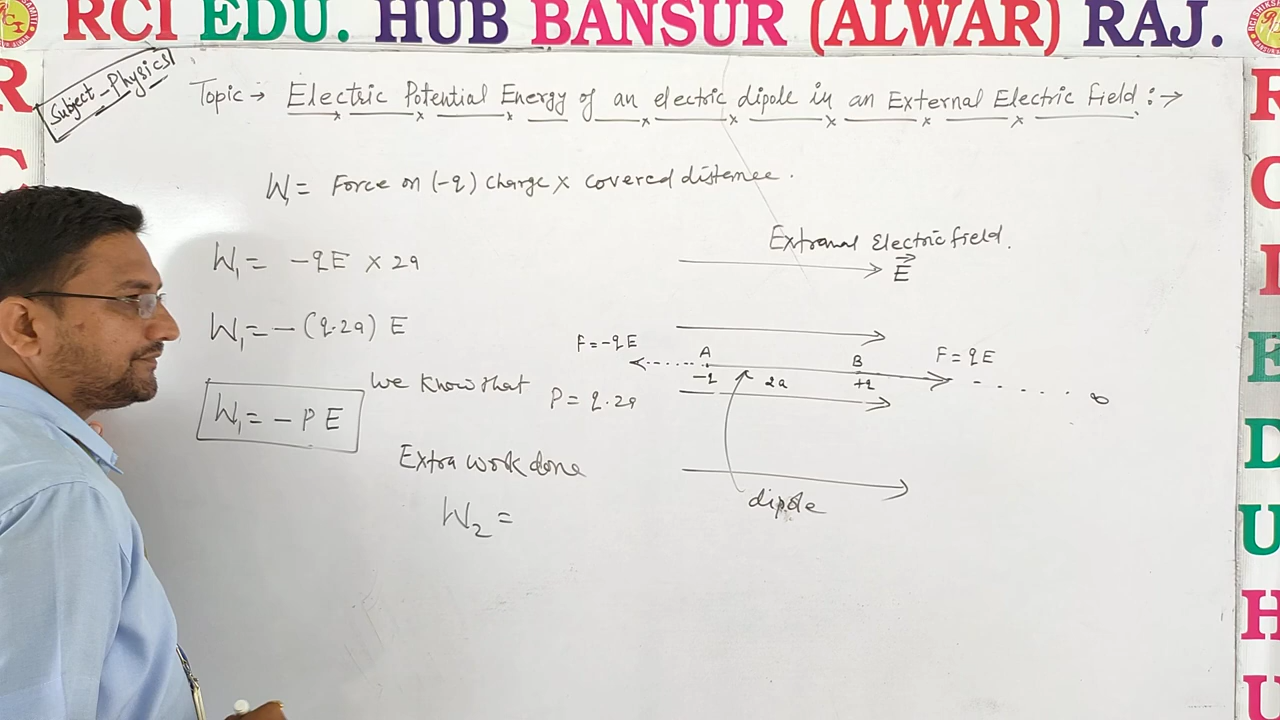 RCI EDU. HUB BANSUR (ALWAR) RAJ.
Subject - Physics
Topic → Electric Potential Energy of an electric dipole in an External Electric Field :→
W₁ = Force on (-q) charge × covered distance.
Extranal Electric field.
W₁ = -qE × 2a
E
W₁ = -(q.2a) E
F = -qE
A
B
F = qE
-q
2a
+q
∞
We know that P = q.2a
W₁ = - P E
Extra work done
dipole
W₂ =
R
C
R
C
I
E
D
U
H
U